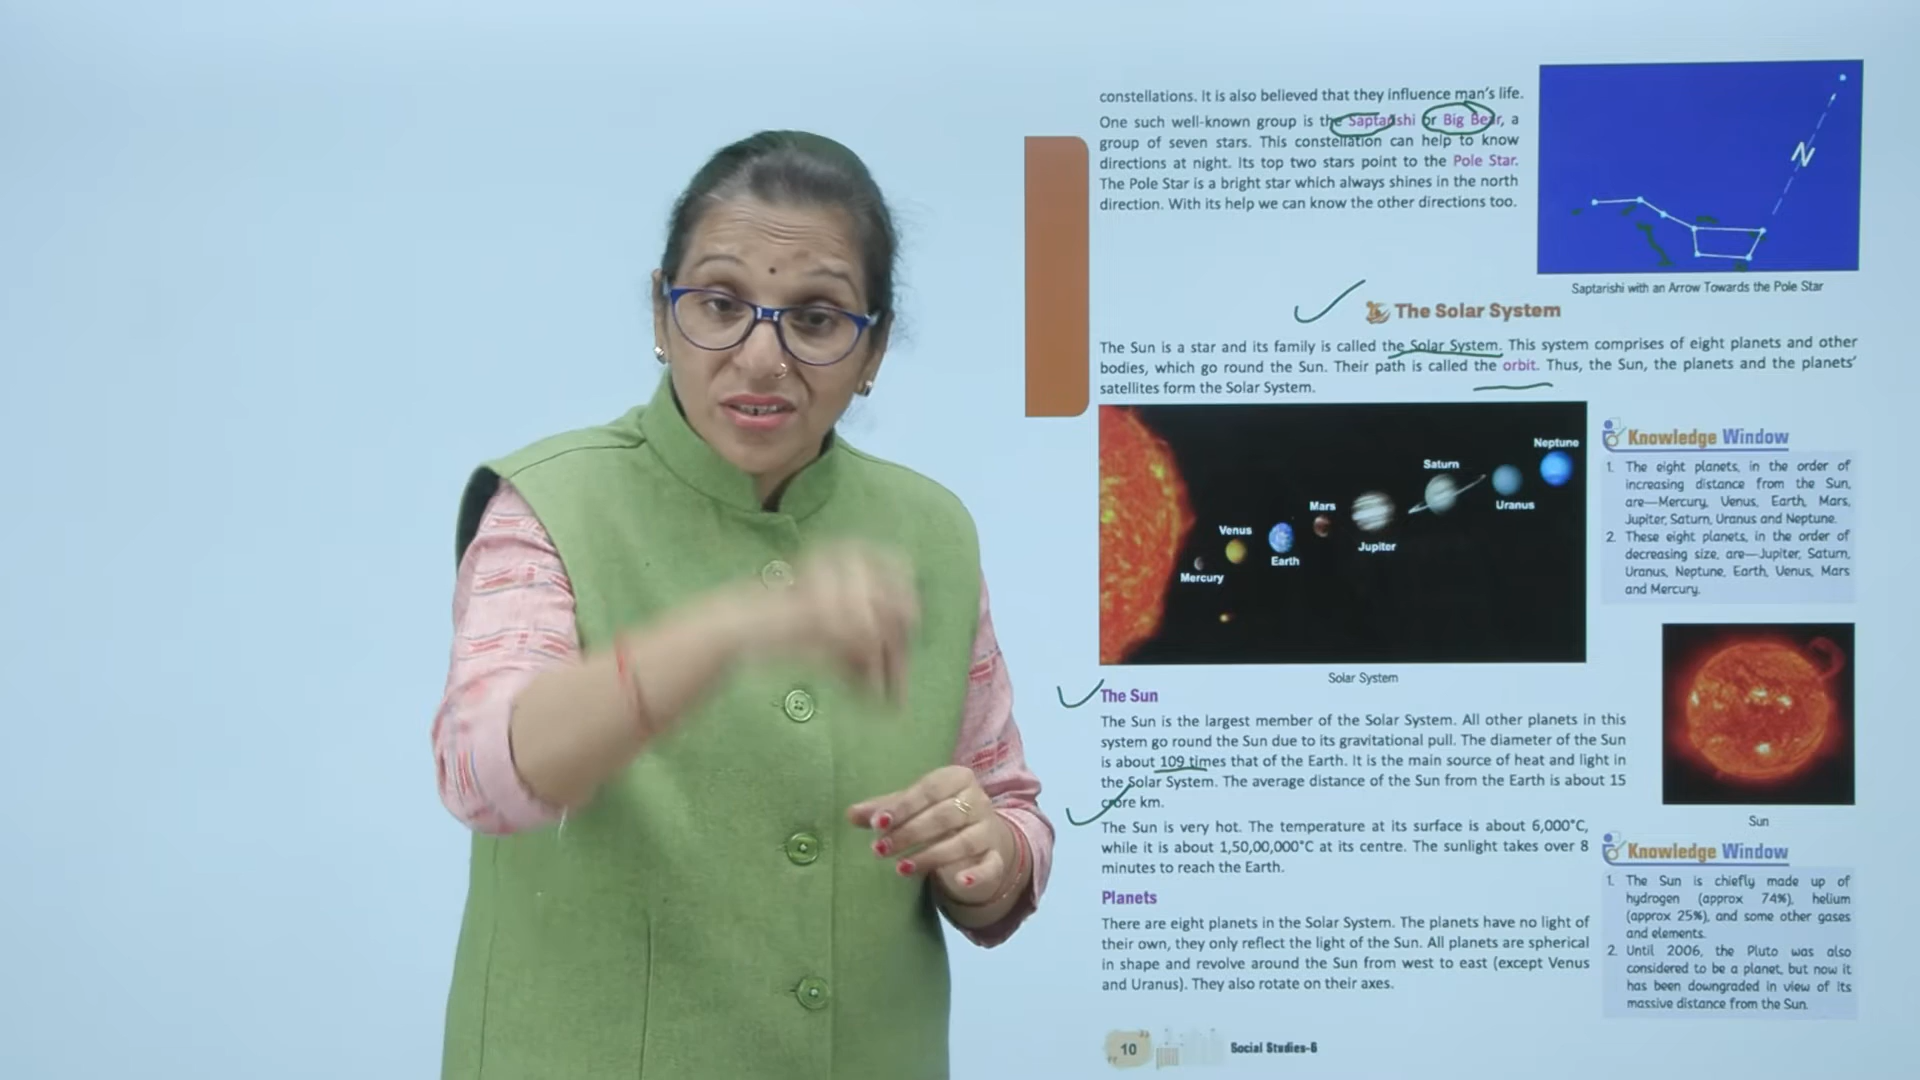 constellations. It is also believed that they influence man's life.
One such well-known group is the Saptarishi or Big Bear, a
group of seven stars. This constellation can help to know
directions at night. Its top two stars point to the Pole Star.
The Pole Star is a bright star which always shines in the north
direction. With its help we can know the other directions too.
N
Saptarishi with an Arrow Towards the Pole Star
The Solar System
The Sun is a star and its family is called the Solar System. This system comprises of eight planets and other
bodies, which go round the Sun. Their path is called the orbit. Thus, the Sun, the planets and the planets'
satellites form the Solar System.
Neptune
Saturn
Uranus
Mars
Jupiter
Venus
Earth
Mercury
Solar System
Knowledge Window
1. The eight planets, in the order of
increasing distance from the Sun,
are—Mercury, Venus, Earth, Mars,
Jupiter, Saturn, Uranus and Neptune.
2. These eight planets, in the order of
decreasing size, are—Jupiter, Saturn,
Uranus, Neptune, Earth, Venus, Mars
and Mercury.
The Sun
The Sun is the largest member of the Solar System. All other planets in this
system go round the Sun due to its gravitational pull. The diameter of the Sun
is about 109 times that of the Earth. It is the main source of heat and light in
the Solar System. The average distance of the Sun from the Earth is about 15
crore km.
The Sun is very hot. The temperature at its surface is about 6,000°C,
while it is about 1,50,00,000°C at its centre. The sunlight takes over 8
minutes to reach the Earth.
Sun
Planets
There are eight planets in the Solar System. The planets have no light of
their own, they only reflect the light of the Sun. All planets are spherical
in shape and revolve around the Sun from west to east (except Venus
and Uranus). They also rotate on their axes.
Knowledge Window
1. The Sun is chiefly made up of
hydrogen (approx 74%), helium
(approx 25%), and some other gases
and elements.
2. Until 2006, the Pluto was also
considered to be a planet, but now it
has been downgraded in view of its
massive distance from the Sun.
10
Social Studies-6